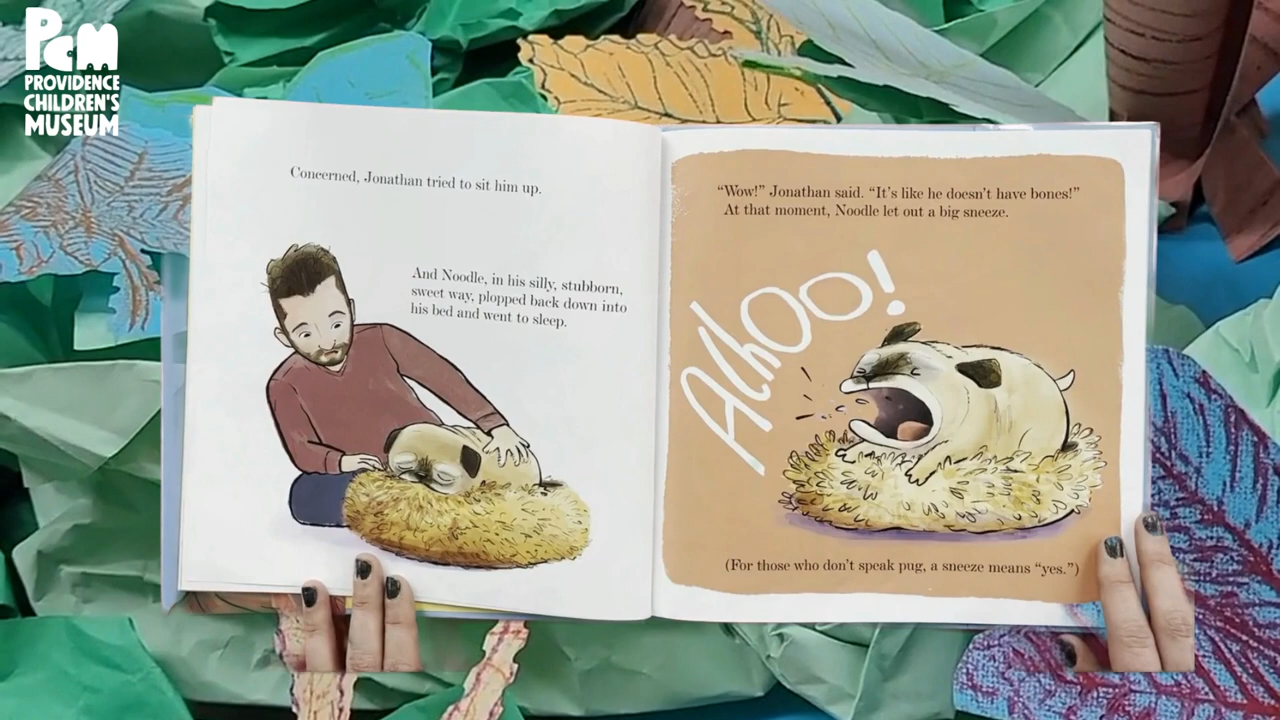 PCM
PROVIDENCE
CHILDREN'S
MUSEUM
Concerned, Jonathan tried to sit him up.
And Noodle, in his silly, stubborn,
sweet way, plopped back down into
his bed and went to sleep.
“Wow!” Jonathan said. “It’s like he doesn’t have bones!”
At that moment, Noodle let out a big sneeze.
AChOO!
(For those who don’t speak pug, a sneeze means “yes.”)